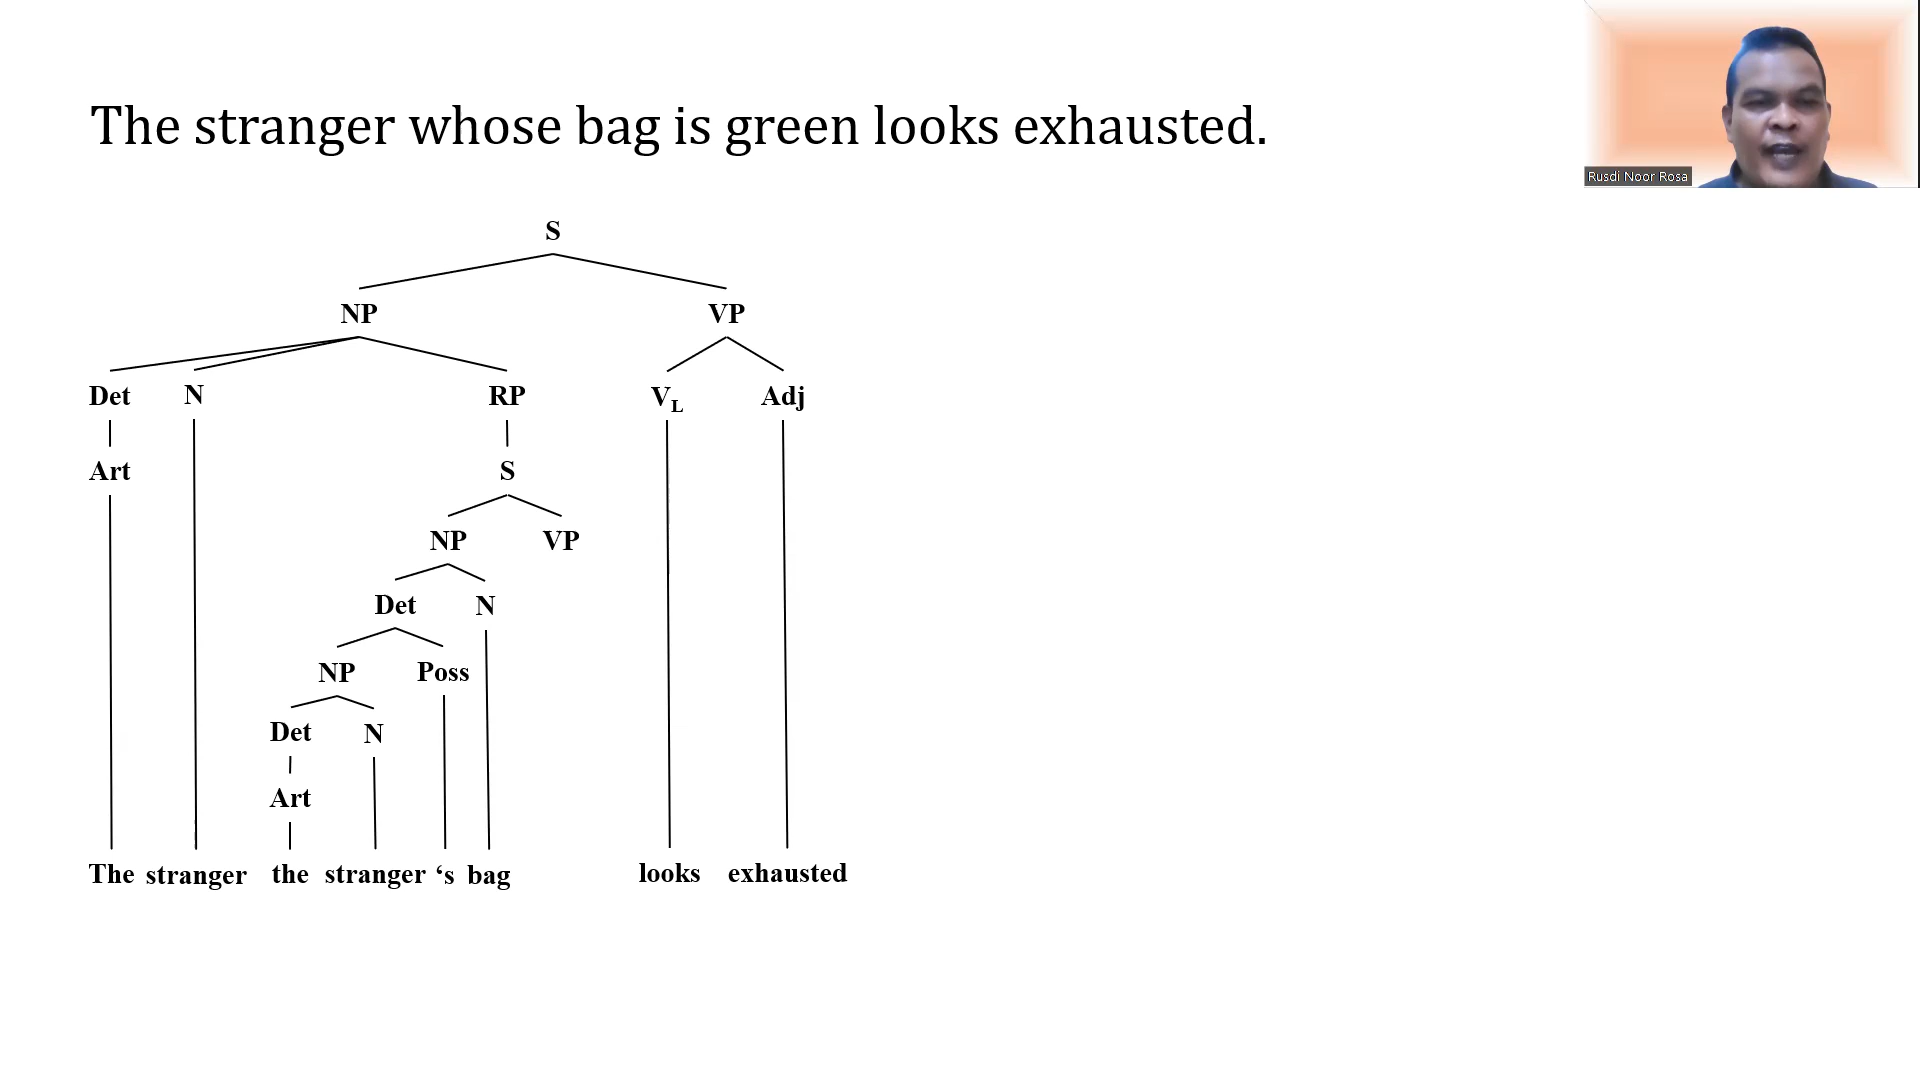 The stranger whose bag is green looks exhausted.
Rusdi Noor Rosa
S
NP VP
Det N RP VL Adj
Art S
NP VP
Det N
NP Poss
Det N
Art
The stranger the stranger ‘s bag looks exhausted